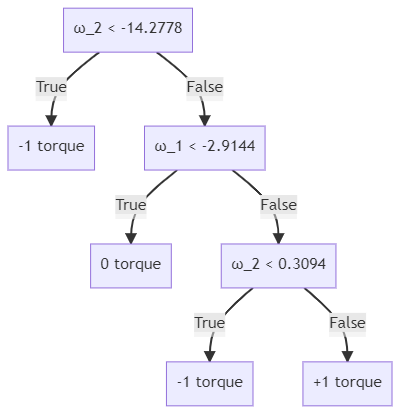 ω_2 < -14.2778
True
False
-1 torque
ω_1 < -2.9144
True
False
0 torque
ω_2 < 0.3094
True
False
-1 torque
+1 torque